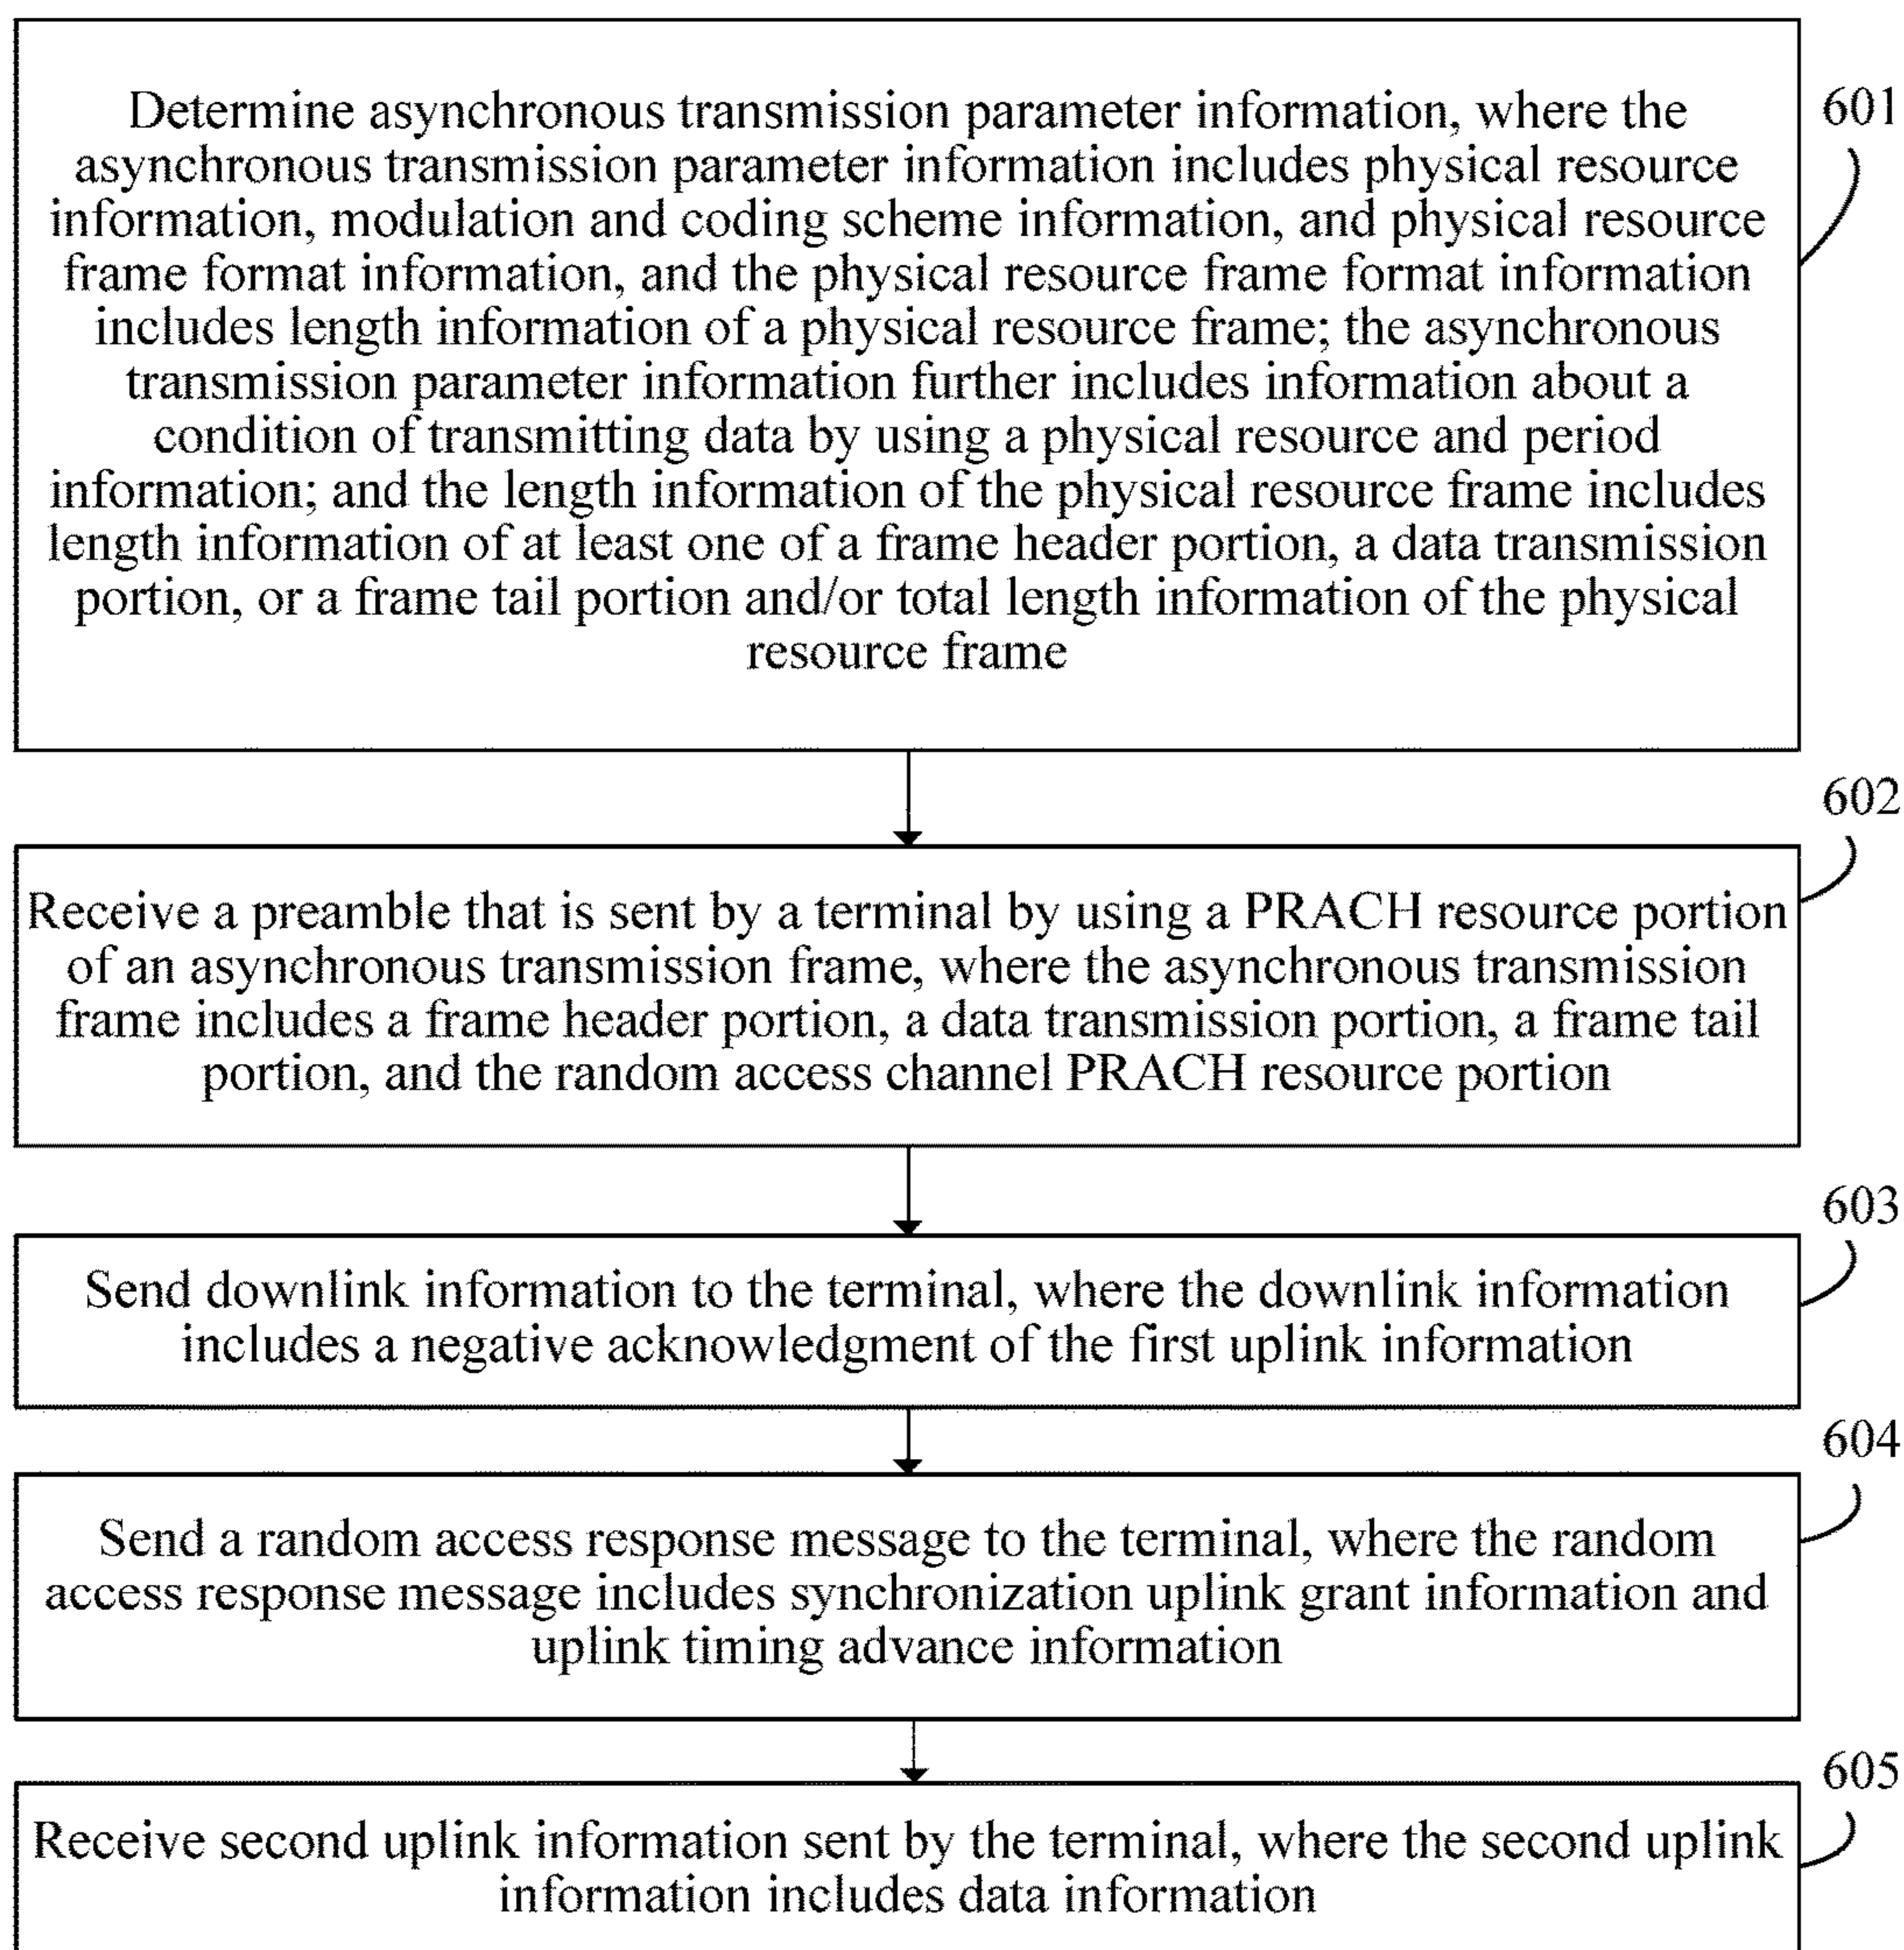 Determine asynchronous transmission parameter information, where the
asynchronous transmission parameter information includes physical resource
information, modulation and coding scheme information, and physical resource
frame format information, and the physical resource frame format information
includes length information of a physical resource frame; the asynchronous
transmission parameter information further includes information about a
condition of transmitting data by using a physical resource and period
information; and the length information of the physical resource frame includes
length information of at least one of a frame header portion, a data transmission
portion, or a frame tail portion and/or total length information of the physical
resource frame
601
602
Receive a preamble that is sent by a terminal by using a PRACH resource portion
of an asynchronous transmission frame, where the asynchronous transmission
frame includes a frame header portion, a data transmission portion, a frame tail
portion, and the random access channel PRACH resource portion
603
Send downlink information to the terminal, where the downlink information
includes a negative acknowledgment of the first uplink information
604
Send a random access response message to the terminal, where the random
access response message includes synchronization uplink grant information and
uplink timing advance information
605
Receive second uplink information sent by the terminal, where the second uplink
information includes data information